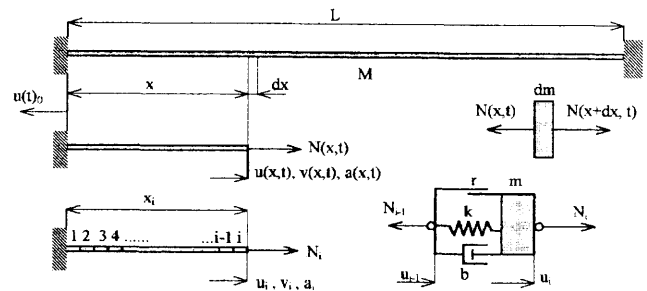 L
M
x
dx
u(t)₀
N(x,t)
u(x,t), v(x,t), a(x,t)
N(x,t)
dm
N(x+dx, t)
xᵢ
1 2 3 4 ...... ...i-1 i
Nᵢ
uᵢ, vᵢ, aᵢ
r
m
Nᵢ₋₁
k
Nᵢ
b
uᵢ₋₁
uᵢ